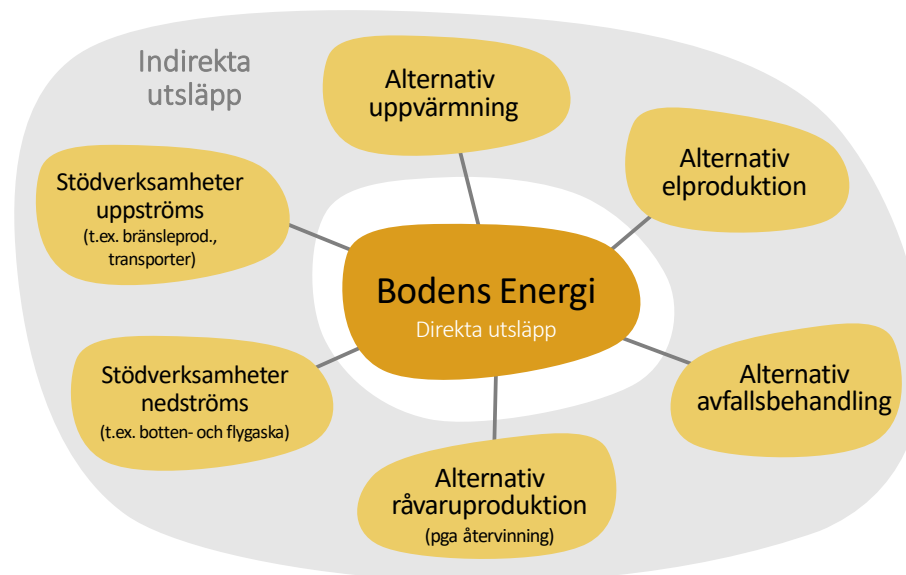 Indirekta
utsläpp
Alternativ
uppvärmning
Alternativ
elproduktion
Stödverksamheter
uppströms
(t.ex. bränsleprod.,
transporter)
Bodens Energi
Direkta utsläpp
Stödverksamheter
nedströms
(t.ex. botten- och flygaska)
Alternativ
avfallsbehandling
Alternativ
råvaruproduktion
(pga återvinning)